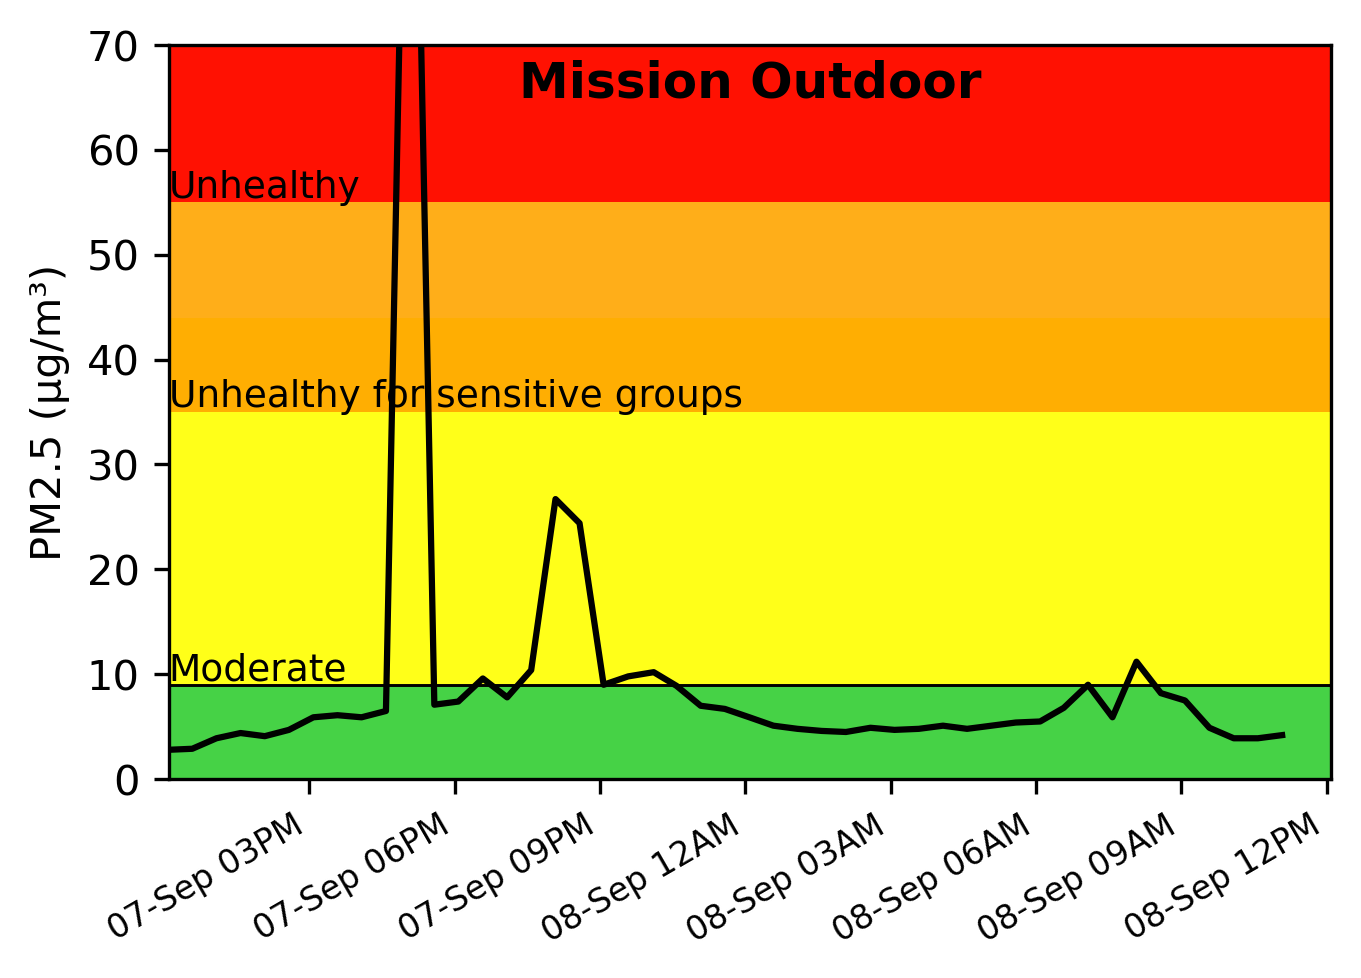 Mission Outdoor
PM2.5 (µg/m³)
70
60
50
40
30
20
10
0
Unhealthy
Unhealthy for sensitive groups
Moderate
07-Sep 03PM
07-Sep 06PM
07-Sep 09PM
08-Sep 12AM
08-Sep 03AM
08-Sep 06AM
08-Sep 09AM
08-Sep 12PM